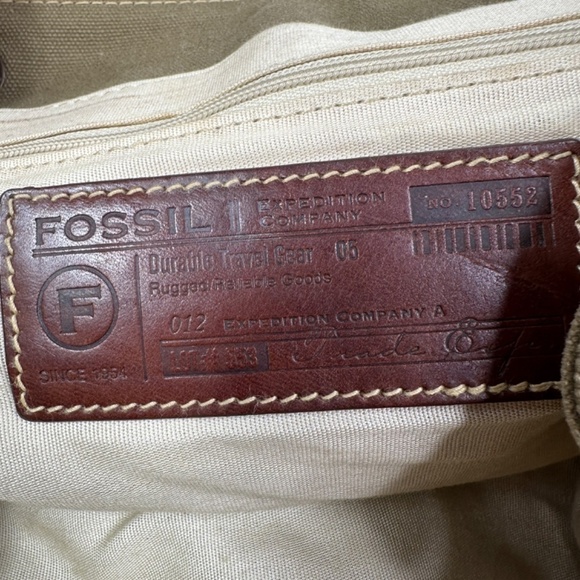 FOSSIL
EXPEDITION
COMPANY
NO. 10552
Durable Travel Gear - 05
Rugged/Reliable Goods
F
SINCE 1954
012 EXPEDITION COMPANY A